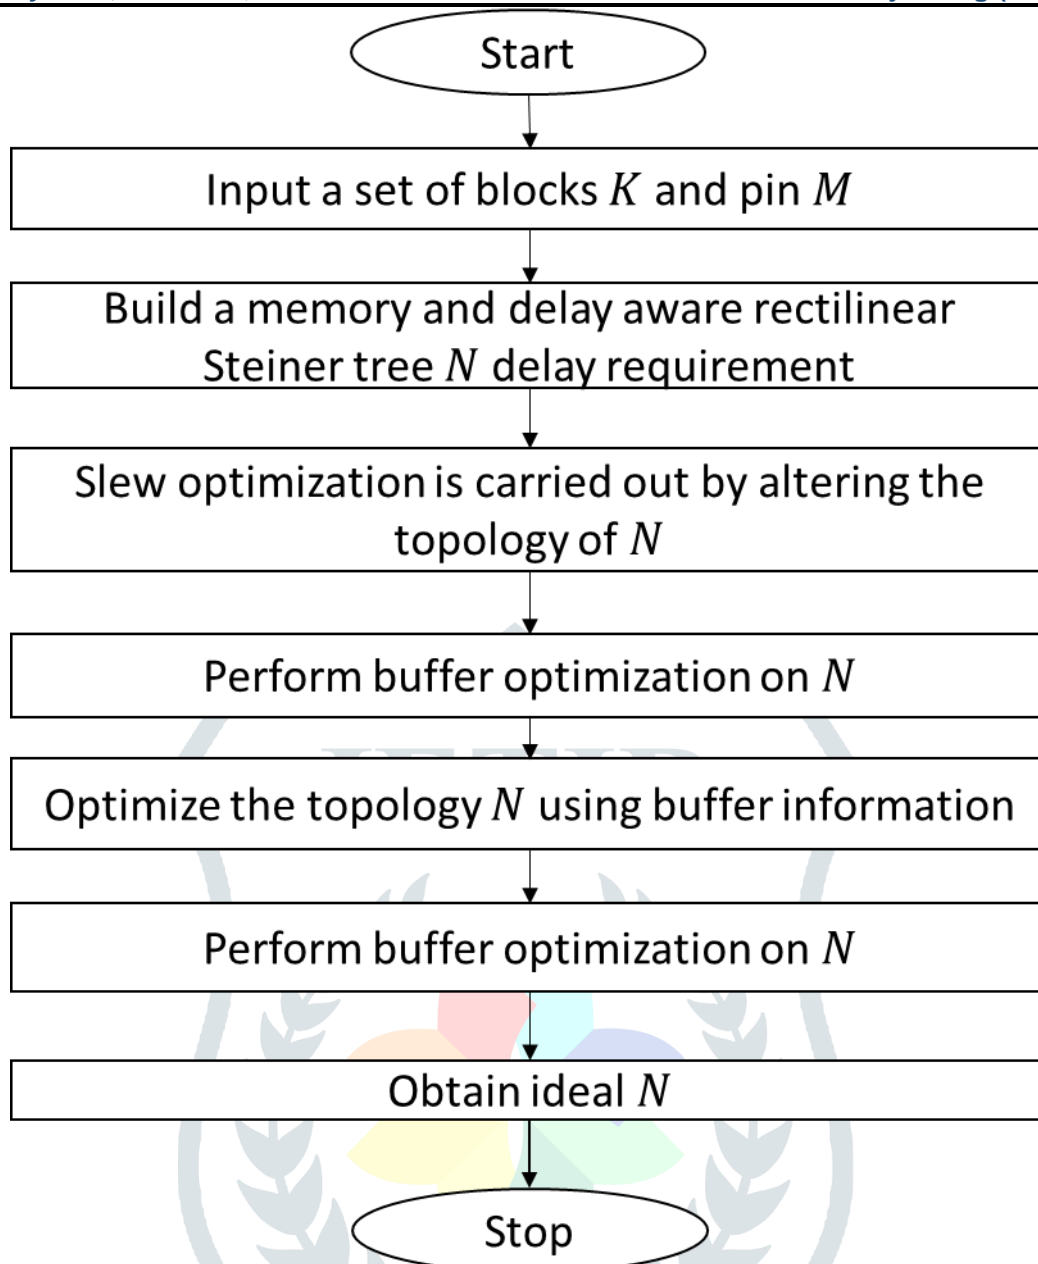 Start
Input a set of blocks K and pin M
Build a memory and delay aware rectilinear
Steiner tree N delay requirement
Slew optimization is carried out by altering the
topology of N
Perform buffer optimization on N
Optimize the topology N using buffer information
Perform buffer optimization on N
Obtain ideal N
Stop